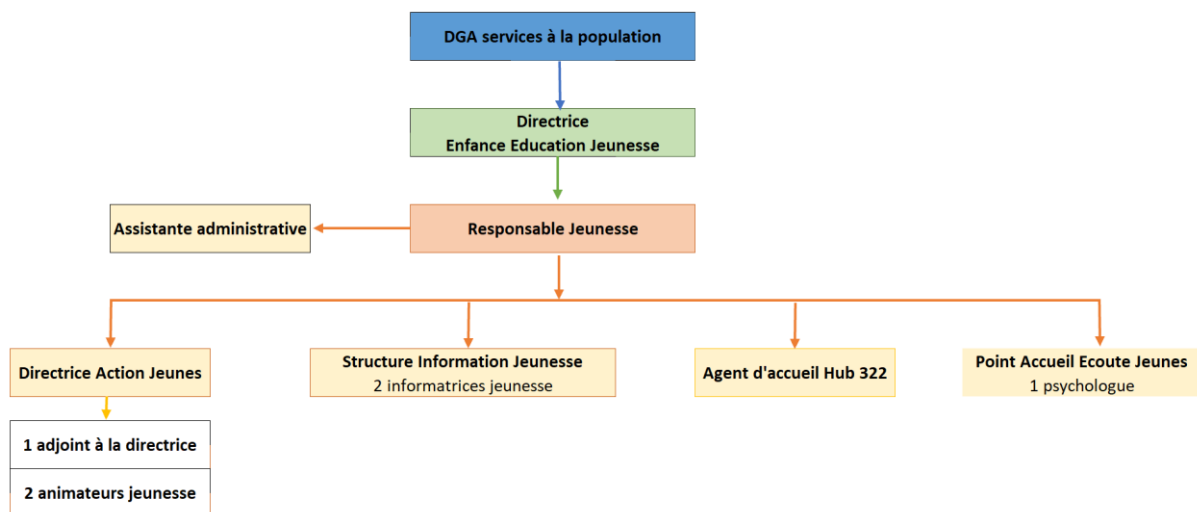 DGA services à la population
Directrice
Enfance Education Jeunesse
Assistante administrative
Responsable Jeunesse
Directrice Action Jeunes
Structure Information Jeunesse
2 informatrices jeunesse
Agent d'accueil Hub 322
Point Accueil Ecoute Jeunes
1 psychologue
1 adjoint à la directrice
2 animateurs jeunesse